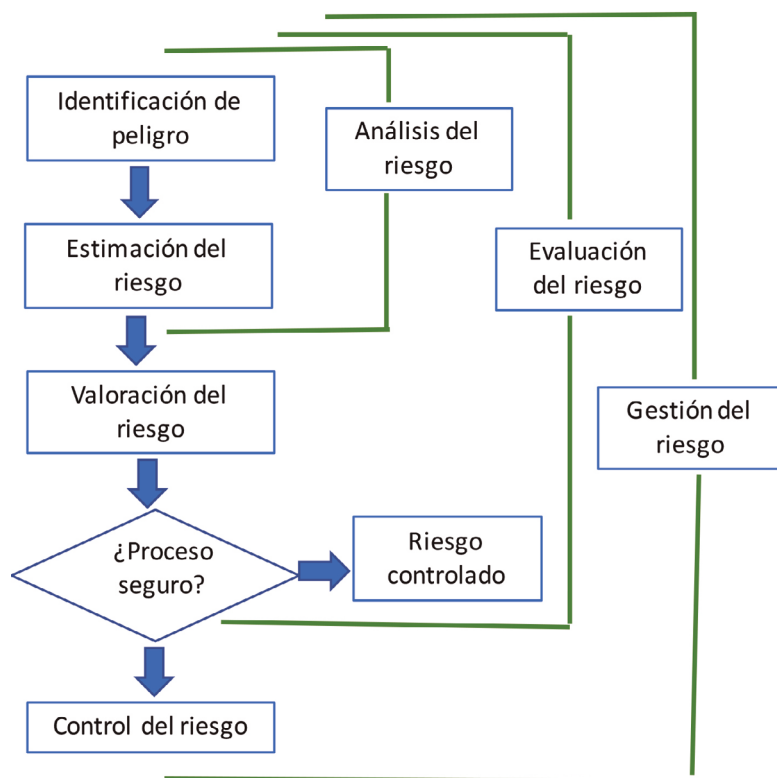 Identificación de
peligro
Análisis del
riesgo
Estimación del
riesgo
Evaluación
del riesgo
Valoración del
riesgo
Gestión del
riesgo
¿Proceso
seguro?
Riesgo
controlado
Control del riesgo